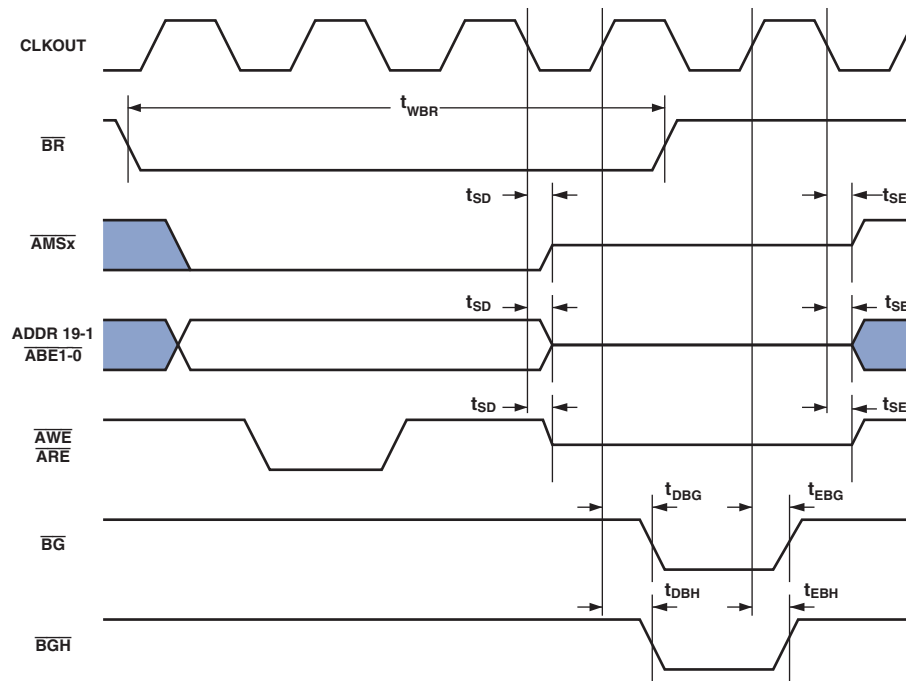 CLKOUT
tWBR
BR
tSD tSE
AMSx
tSD tSE
ADDR 19-1
ABE1-0
tSD tSE
AWE
ARE
tDBG tEBG
BG
tDBH tEBH
BGH